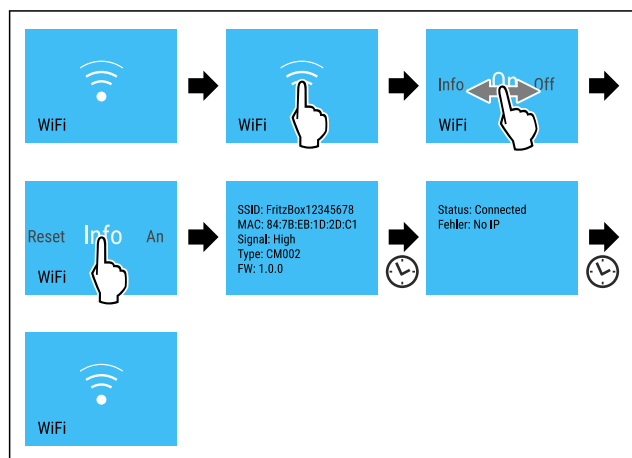 WiFi
WiFi
Info On Off
WiFi
Reset Info An
WiFi
SSID: FritzBox12345678
MAC: 84:7B:EB:1D:2D:C1
Signal: High
Type: CM002
FW: 1.0.0
Status: Connected
Fehler: No IP
WiFi